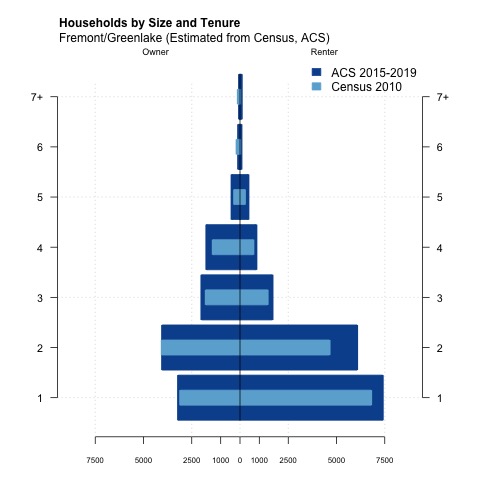 Households by Size and Tenure
Fremont/Greenlake (Estimated from Census, ACS)
Owner Renter
ACS 2015-2019
Census 2010
7+ 7+
6 6
5 5
4 4
3 3
2 2
1 1
7500 5000 2500 1000 0 1000 2500 5000 7500